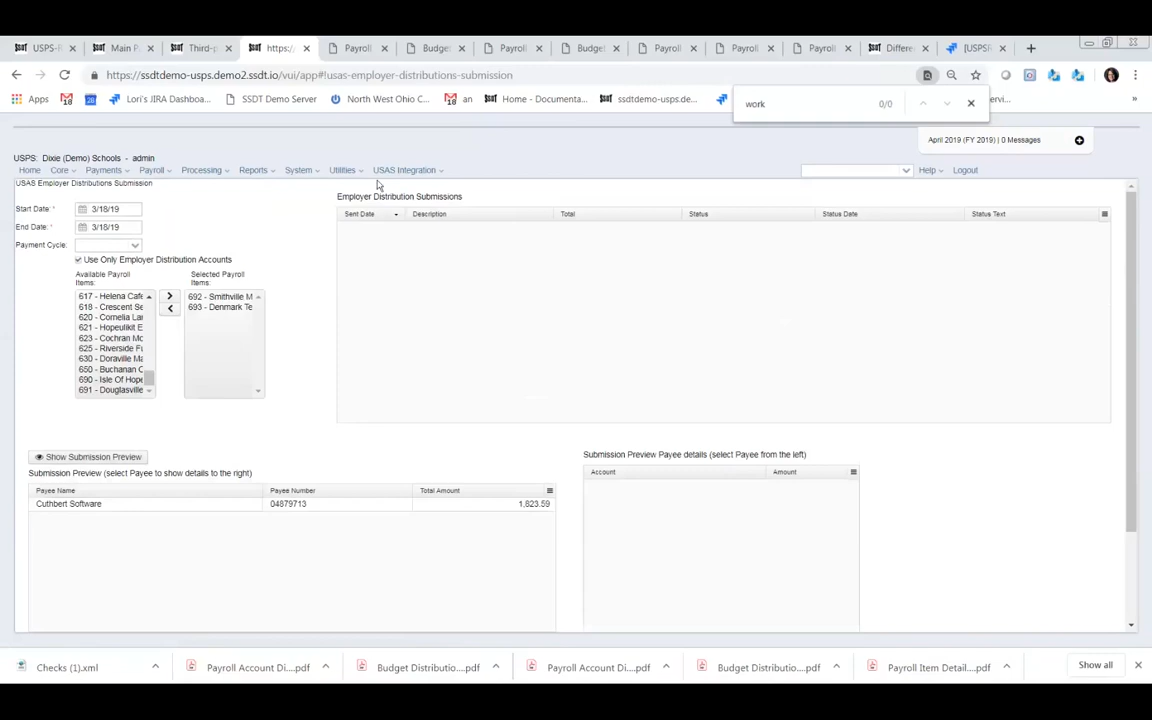 USPS-F
Main P
Third-p
https:/
Payroll
Budge
Payroll
Budge
Payroll
Payroll
Payroll
Differe
[USPS
https://ssdtdemo-usps.demo2.ssdt.io/vui/app#!usas-employer-distributions-submission
Apps
Lori's JIRA Dashboa...
SSDT Demo Server
North West Ohio C...
an
Home - Documenta...
ssdtdemo-usps.de...
work 0/0
April 2019 (FY 2019) | 0 Messages
USPS: Dixie (Demo) Schools - admin
Home Core Payments Payroll Processing Reports System Utilities USAS Integration Help Logout
USAS Employer Distributions Submission
Start Date: * 3/18/19
End Date: * 3/18/19
Payment Cycle:
Use Only Employer Distribution Accounts
Available Payroll Items:
Selected Payroll Items:
617 - Helena Cafe
618 - Crescent Se
620 - Cornelia Lar
621 - Hopeulikit E
623 - Cochran Mc
625 - Riverside Fu
630 - Doraville Ma
650 - Buchanan C
690 - Isle Of Hope
691 - Douglasville
692 - Smithville M
693 - Denmark Te
Employer Distribution Submissions
Sent Date Description Total Status Status Date Status Text
Show Submission Preview
Submission Preview (select Payee to show details to the right)
Payee Name Payee Number Total Amount
Cuthbert Software 04879713 1,823.59
Submission Preview Payee details (select Payee from the left)
Account Amount
Checks (1).xml
Payroll Account Di....pdf
Budget Distributio....pdf
Payroll Account Di....pdf
Budget Distributio....pdf
Payroll Item Detail....pdf
Show all